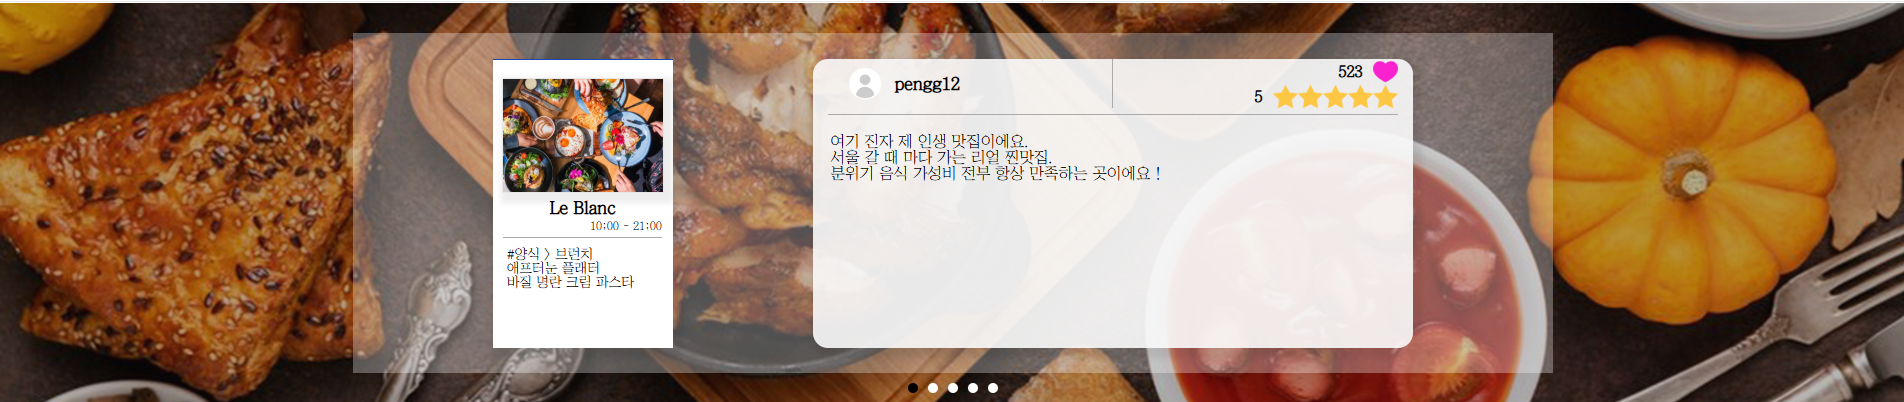 Le Blanc
10:00 - 21:00
#양식 > 브런치
애프터눈 플래터
바질 명란 크림 파스타
pengg12
523
5
여기 진자 제 인생 맛집이에요.
서울 갈 때 마다 가는 리얼 찐맛집.
분위기 음식 가성비 전부 항상 만족하는 곳이에요 !